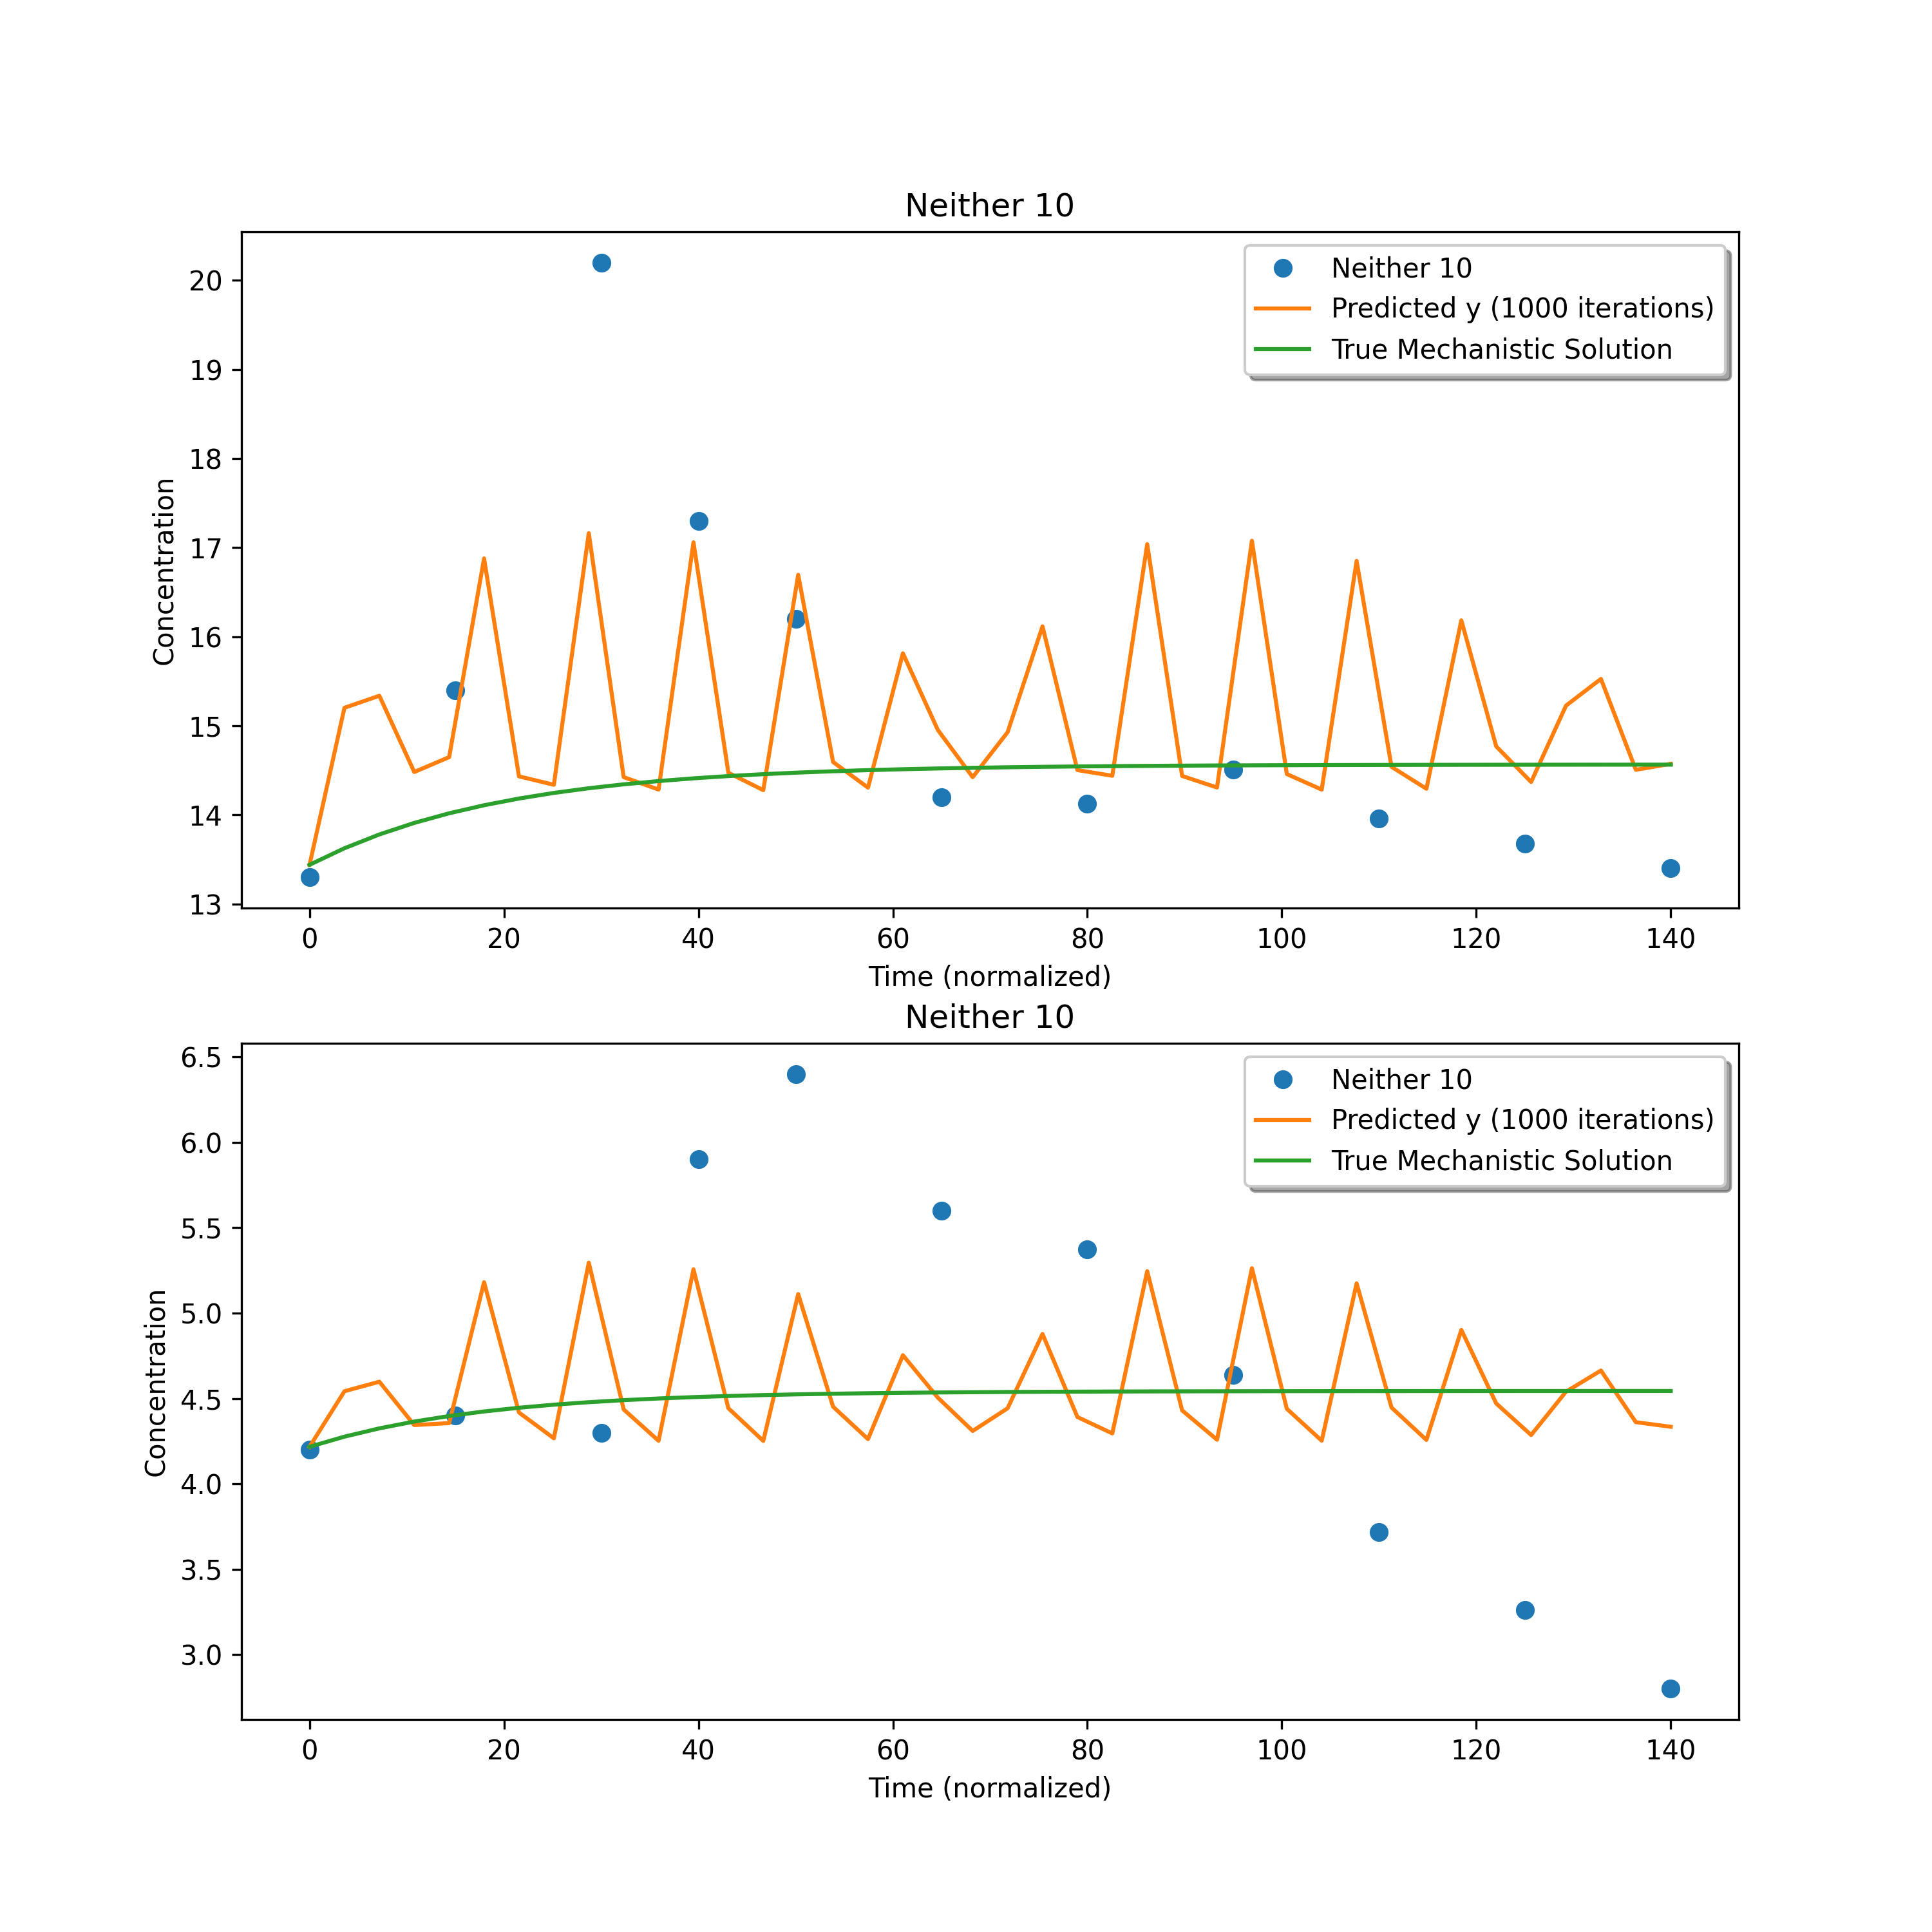 Neither 10
Neither 10
Predicted y (1000 iterations)
True Mechanistic Solution
Concentration
20
19
18
17
16
15
14
13
0 20 40 60 80 100 120 140
Time (normalized)
Neither 10
Neither 10
Predicted y (1000 iterations)
True Mechanistic Solution
Concentration
6.5
6.0
5.5
5.0
4.5
4.0
3.5
3.0
0 20 40 60 80 100 120 140
Time (normalized)